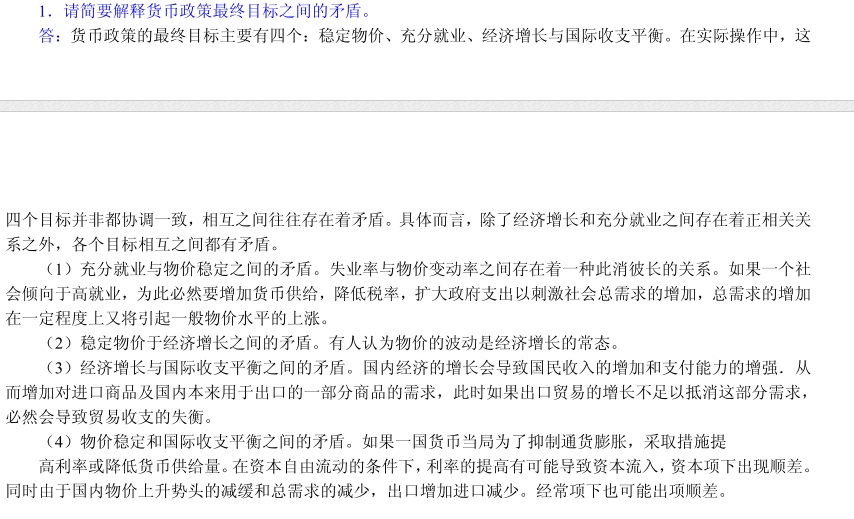 1．请简要解释货币政策最终目标之间的矛盾。
答：货币政策的最终目标主要有四个：稳定物价、充分就业、经济增长与国际收支平衡。在实际操作中，这
四个目标并非都协调一致，相互之间往往存在着矛盾。具体而言，除了经济增长和充分就业之间存在着正相关关
系之外，各个目标相互之间都有矛盾。
（1）充分就业与物价稳定之间的矛盾。失业率与物价变动率之间存在着一种此消彼长的关系。如果一个社
会倾向于高就业，为此必然要增加货币供给，降低税率，扩大政府支出以刺激社会总需求的增加，总需求的增加
在一定程度上又将引起一般物价水平的上涨。
（2）稳定物价于经济增长之间的矛盾。有人认为物价的波动是经济增长的常态。
（3）经济增长与国际收支平衡之间的矛盾。国内经济的增长会导致国民收入的增加和支付能力的增强．从
而增加对进口商品及国内本来用于出口的一部分商品的需求，此时如果出口贸易的增长不足以抵消这部分需求，
必然会导致贸易收支的失衡。
（4）物价稳定和国际收支平衡之间的矛盾。如果一国货币当局为了抑制通货膨胀，采取措施提
高利率或降低货币供给量。在资本自由流动的条件下，利率的提高有可能导致资本流入，资本项下出现顺差。
同时由于国内物价上升势头的减缓和总需求的减少，出口增加进口减少。经常项下也可能出项顺差。